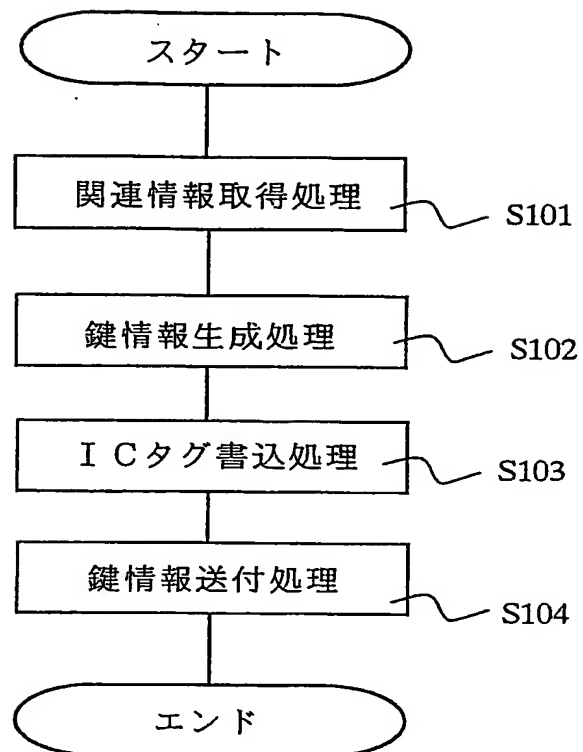 スタート
関連情報取得処理
S101
鍵情報生成処理
S102
ＩＣタグ書込処理
S103
鍵情報送付処理
S104
エンド